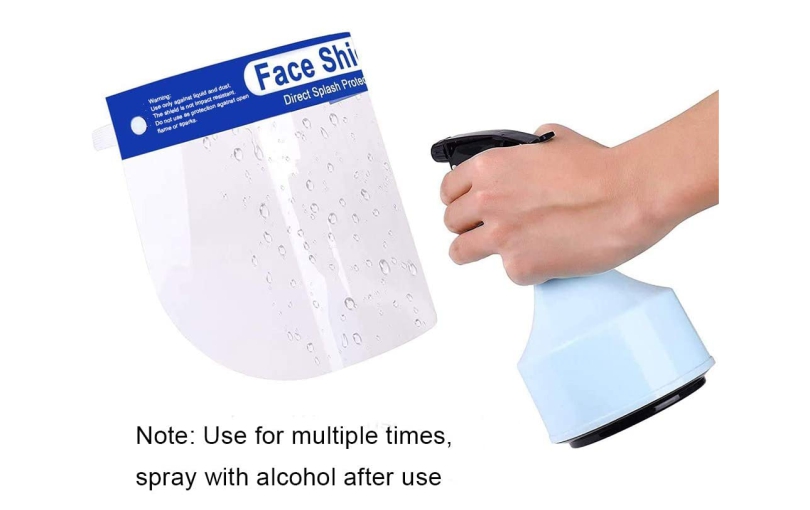 Face Shi
Direct Splash Protec
Warning:
Use only against liquid and dust.
The shield is not impact resistant.
Do not use as protection against open
flame or sparks.
Note: Use for multiple times,
spray with alcohol after use